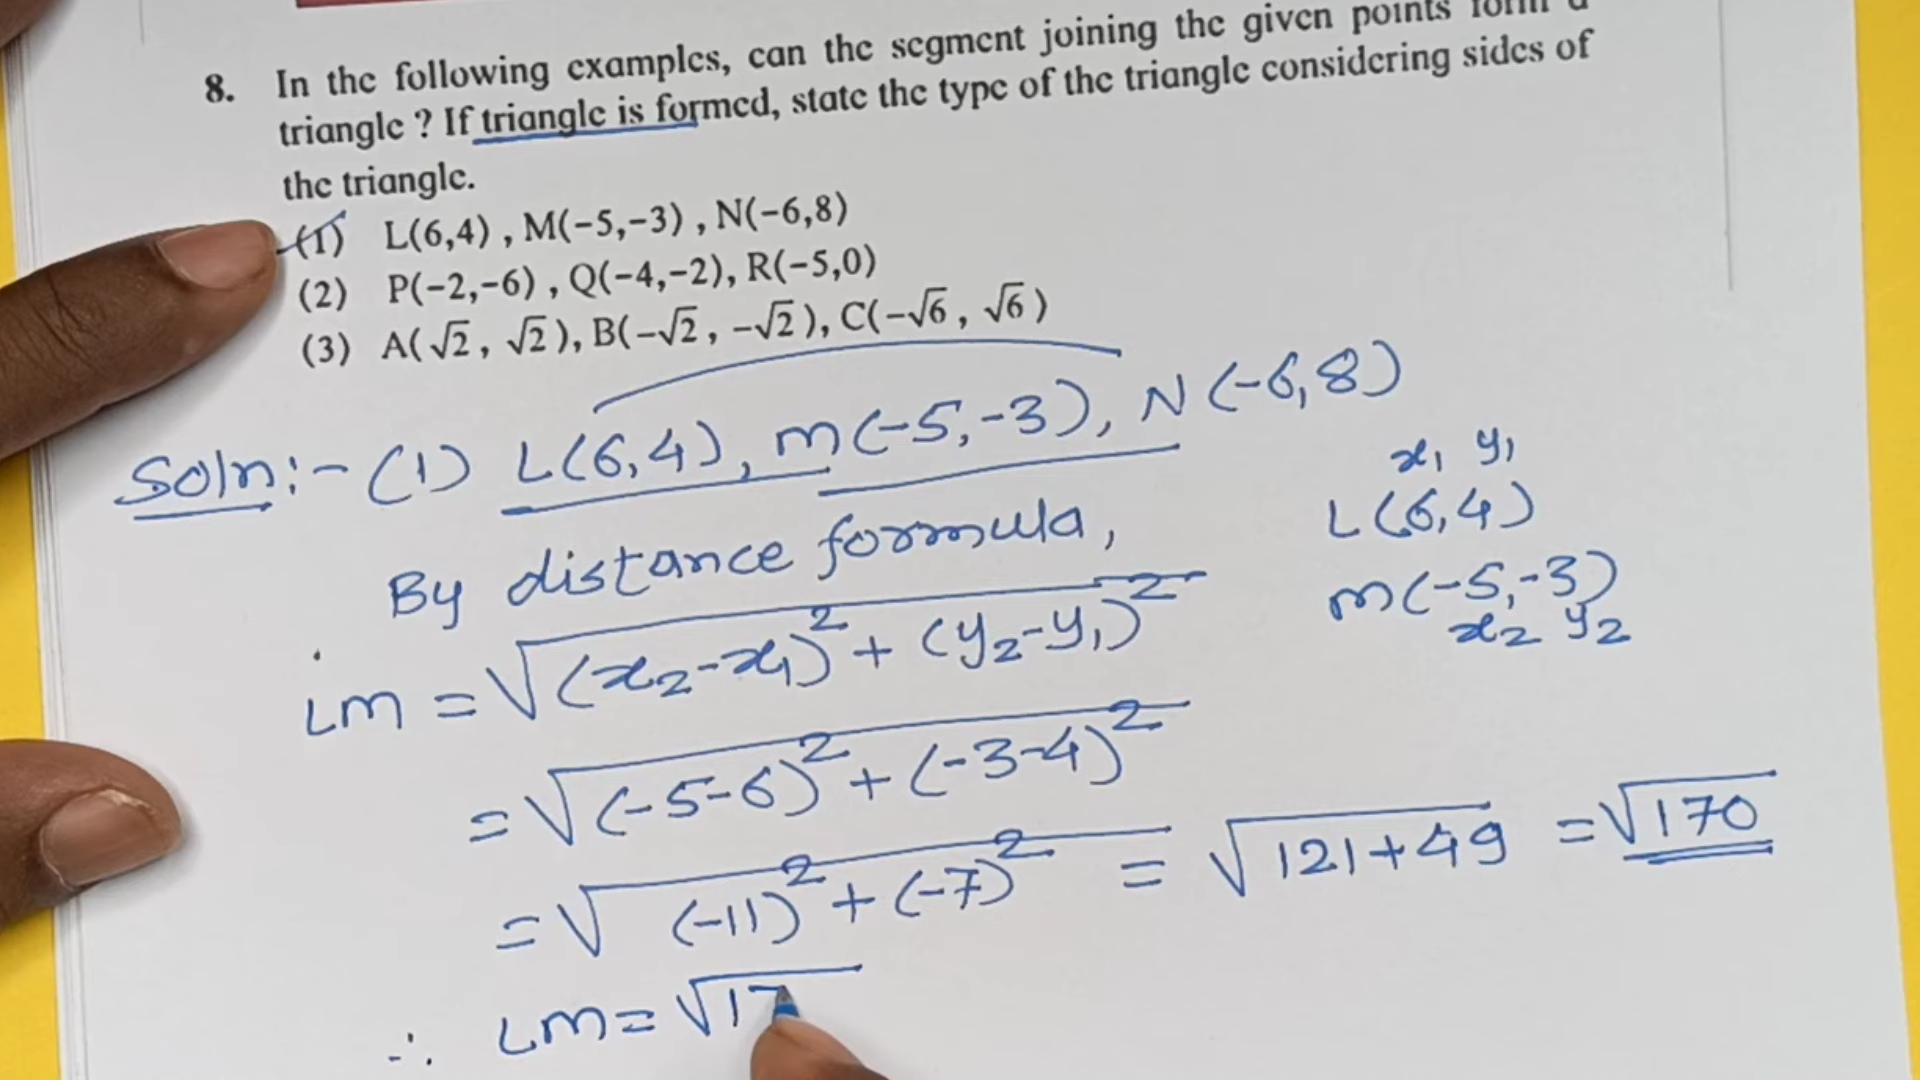 8. In the following examples, can the segment joining the given points form a
triangle ? If triangle is formed, state the type of the triangle considering sides of
the triangle.
(1) L(6,4) , M(−5,−3) , N(−6,8)
(2) P(−2,−6) , Q(−4,−2), R(−5,0)
(3) A(√2, √2), B(−√2, −√2), C(−√6, √6)
Soln:- (1) L(6,4), m(-5,-3), N(-6,8)
x₁ y₁
L(6,4)
By distance formula,
m(-5,-3)
x₂ y₂
Lm = √(x₂-x₁)² + (y₂-y₁)²
= √(-5-6)² + (-3-4)²
= √(-11)² + (-7)² = √121+49 = √170
∴ Lm = √17